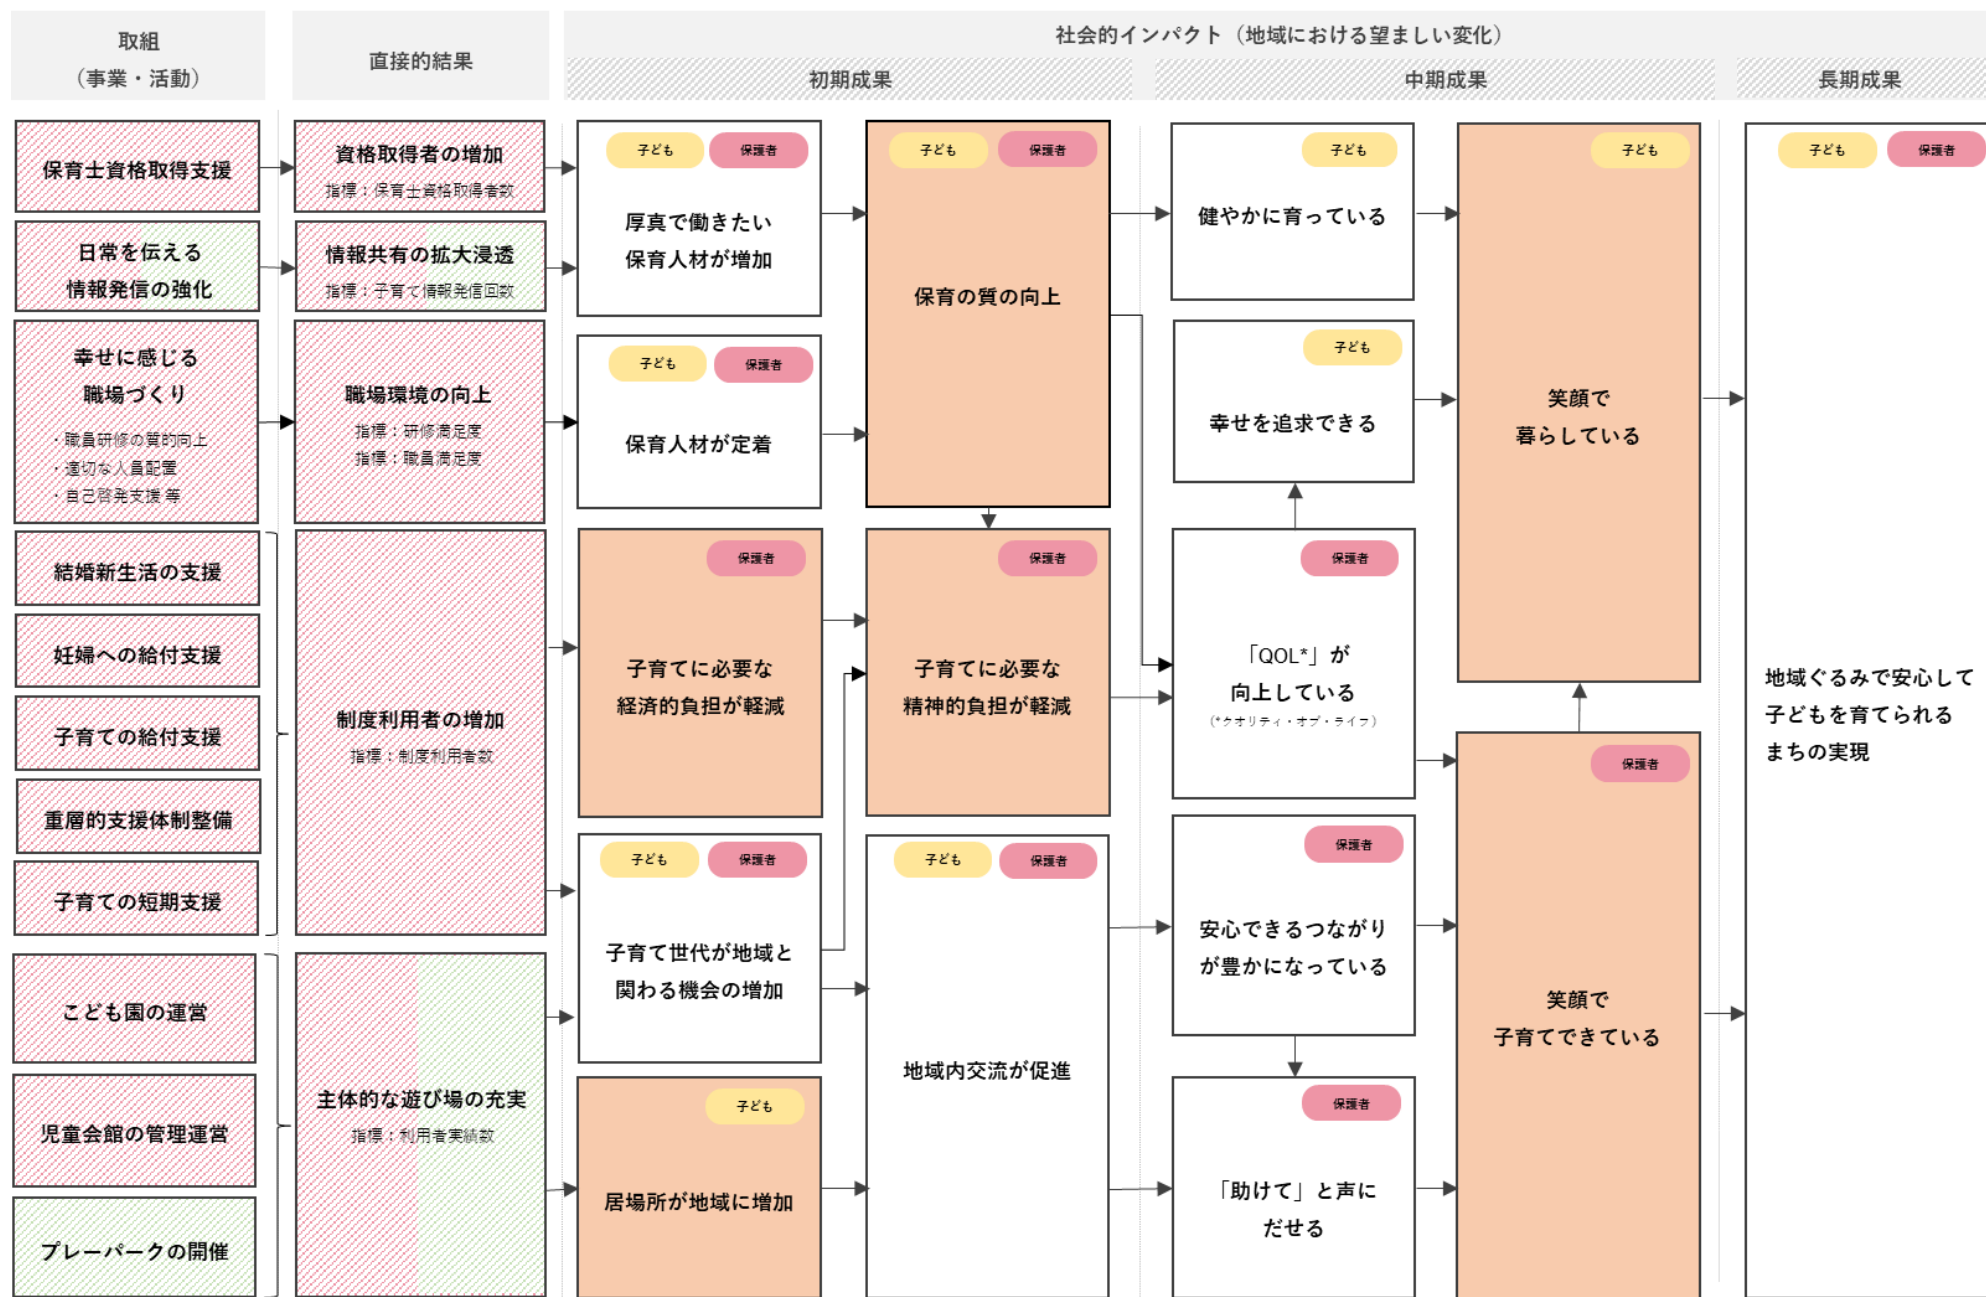 取組
（事業・活動）
直接的結果
社会的インパクト（地域における望ましい変化）
初期成果
中期成果
長期成果
保育士資格取得支援
日常を伝える
情報発信の強化
幸せに感じる
職場づくり
・職員研修の質的向上
・適切な人員配置
・自己啓発支援 等
結婚新生活の支援
妊婦への給付支援
子育ての給付支援
重層的支援体制整備
子育ての短期支援
こども園の運営
児童会館の管理運営
プレーパークの開催
資格取得者の増加
指標：保育士資格取得者数
情報共有の拡大浸透
指標：子育て情報発信回数
職場環境の向上
指標：研修満足度
指標：職員満足度
制度利用者の増加
指標：制度利用者数
主体的な遊び場の充実
指標：利用者実績数
子ども 保護者
厚真で働きたい
保育人材が増加
子ども 保護者
保育人材が定着
保護者
子育てに必要な
経済的負担が軽減
子ども 保護者
子育て世代が地域と
関わる機会の増加
子ども
居場所が地域に増加
子ども 保護者
保育の質の向上
保護者
子育てに必要な
精神的負担が軽減
子ども 保護者
地域内交流が促進
子ども
健やかに育っている
子ども
幸せを追求できる
保護者
「QOL*」が
向上している
(*クオリティ・オブ・ライフ)
保護者
安心できるつながり
が豊かになっている
保護者
「助けて」と声に
だせる
子ども
笑顔で
暮らしている
保護者
笑顔で
子育てできている
子ども 保護者
地域ぐるみで安心して
子どもを育てられる
まちの実現